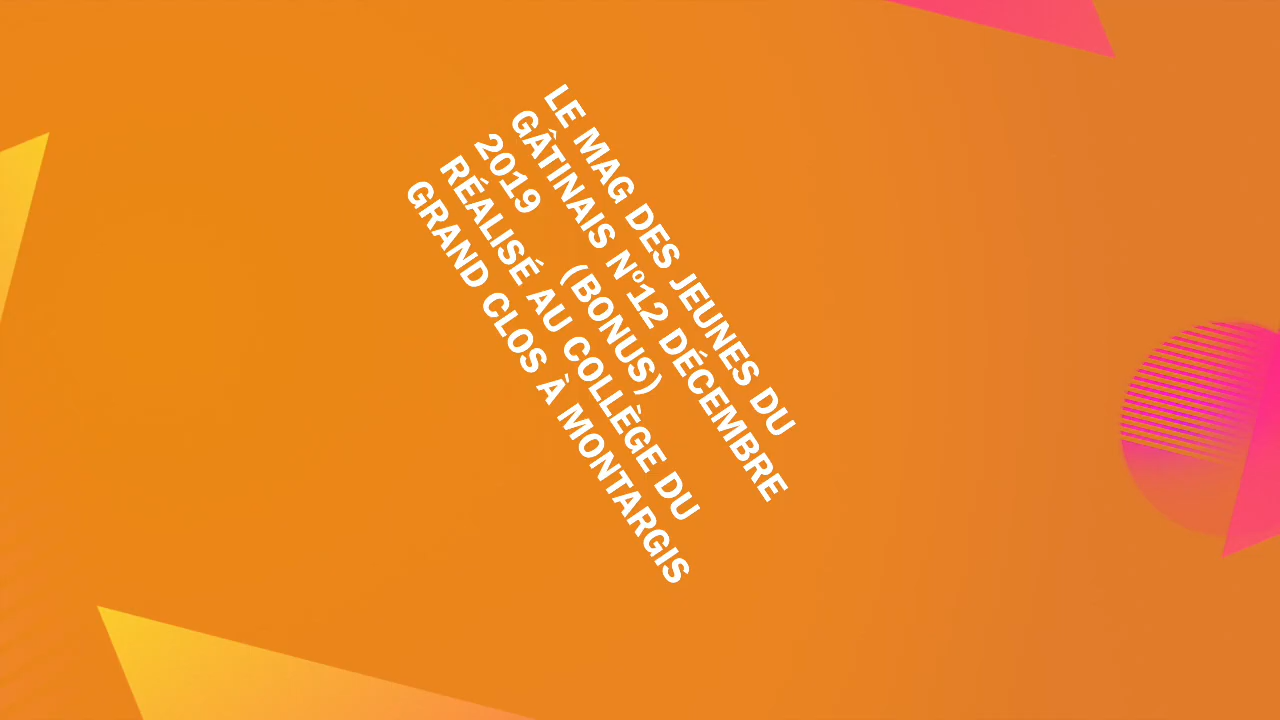 LE MAG DES JEUNES DU
GÂTINAIS N°12 DÉCEMBRE
2019 (BONUS)
RÉALISÉ AU COLLÈGE DU
GRAND CLOS À MONTARGIS